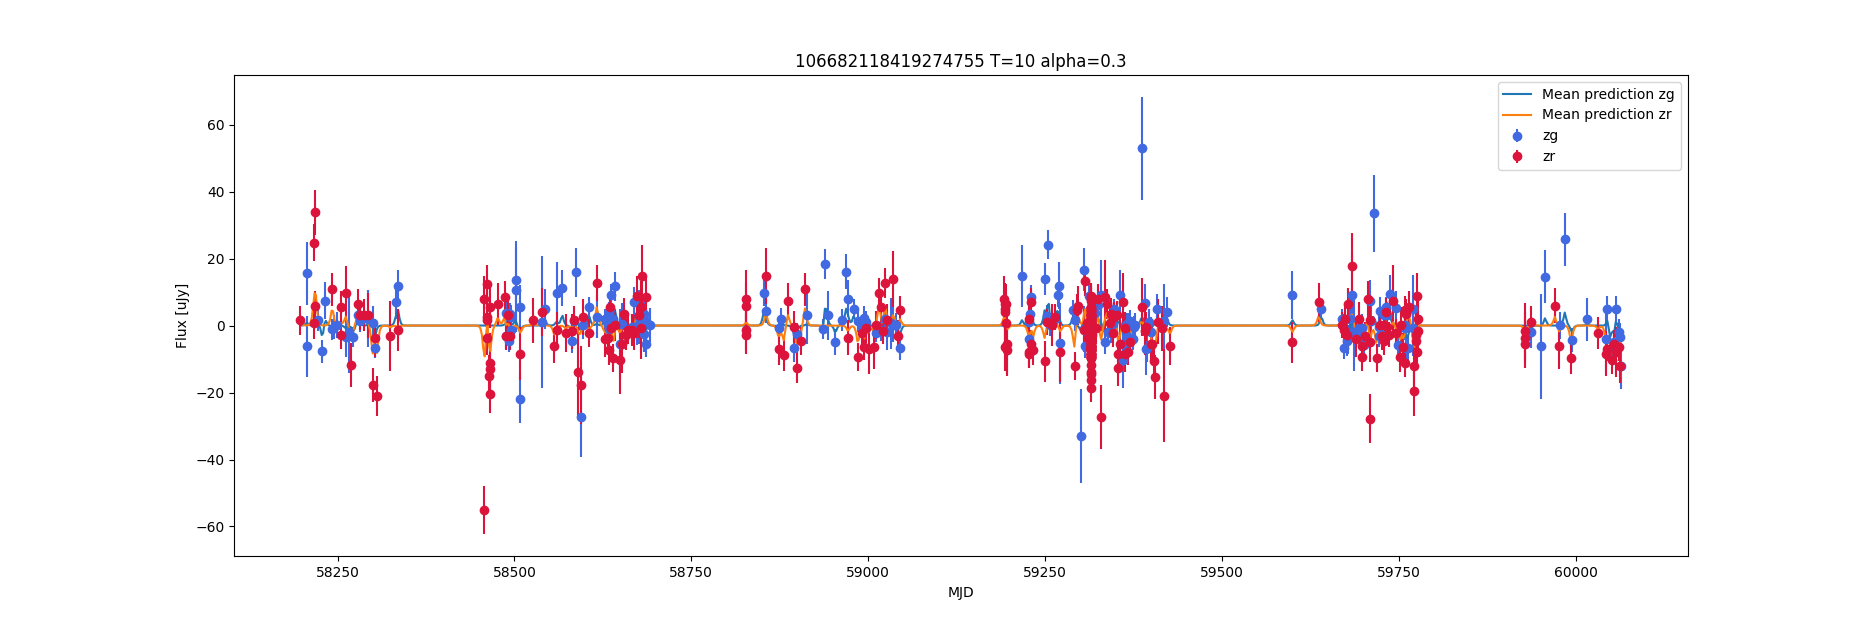 106682118419274755 T=10 alpha=0.3
Mean prediction zg
Mean prediction zr
zg
zr
Flux [uJy]
60
40
20
0
−20
−40
−60
58250 58500 58750 59000 59250 59500 59750 60000
MJD